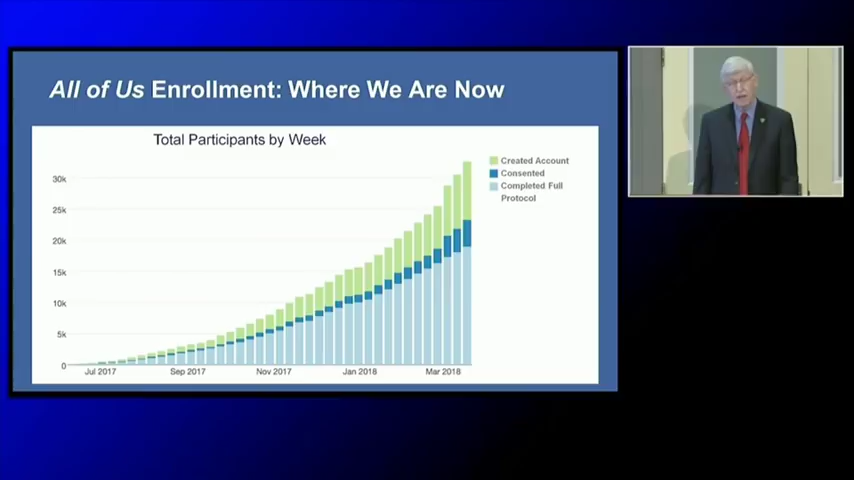 All of Us Enrollment: Where We Are Now
Total Participants by Week
Created Account
Consented
Completed Full
Protocol
30k
25k
20k
15k
10k
5k
0
Jul 2017 Sep 2017 Nov 2017 Jan 2018 Mar 2018